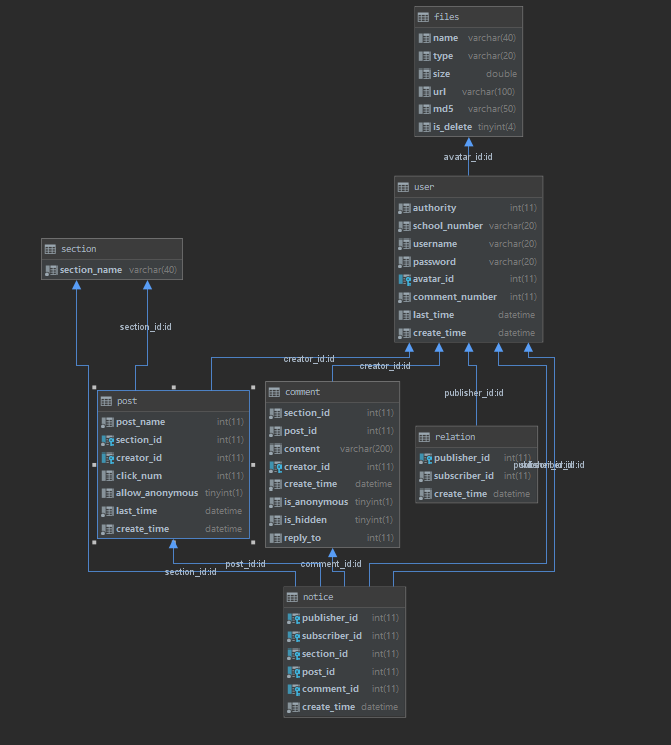 files
name varchar(40)
type varchar(20)
size double
url varchar(100)
md5 varchar(50)
is_delete tinyint(4)
avatar_id:id
user
authority int(11)
school_number varchar(20)
username varchar(20)
password varchar(20)
avatar_id int(11)
comment_number int(11)
last_time datetime
create_time datetime
section
section_name varchar(40)
section_id:id
creator_id:id
creator_id:id
publisher_id:id
post
post_name int(11)
section_id int(11)
creator_id int(11)
click_num int(11)
allow_anonymous tinyint(1)
last_time datetime
create_time datetime
comment
section_id int(11)
post_id int(11)
content varchar(200)
creator_id int(11)
create_time datetime
is_anonymous tinyint(1)
is_hidden tinyint(1)
reply_to int(11)
relation
publisher_id int(11)
subscriber_id int(11)
create_time datetime
section_id:id
post_id:id
comment_id:id
notice
publisher_id int(11)
subscriber_id int(11)
section_id int(11)
post_id int(11)
comment_id int(11)
create_time datetime